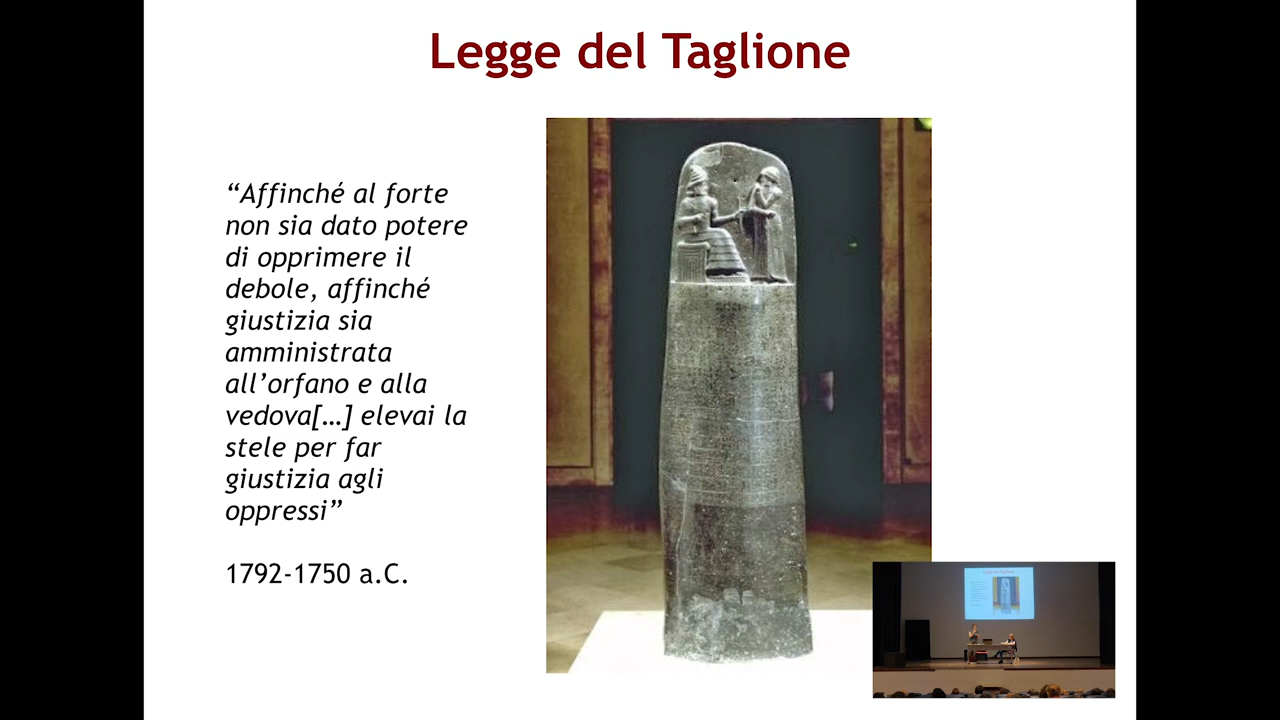 Legge del Taglione
“Affinché al forte
non sia dato potere
di opprimere il
debole, affinché
giustizia sia
amministrata
all’orfano e alla
vedova[…] elevai la
stele per far
giustizia agli
oppressi”
1792-1750 a.C.